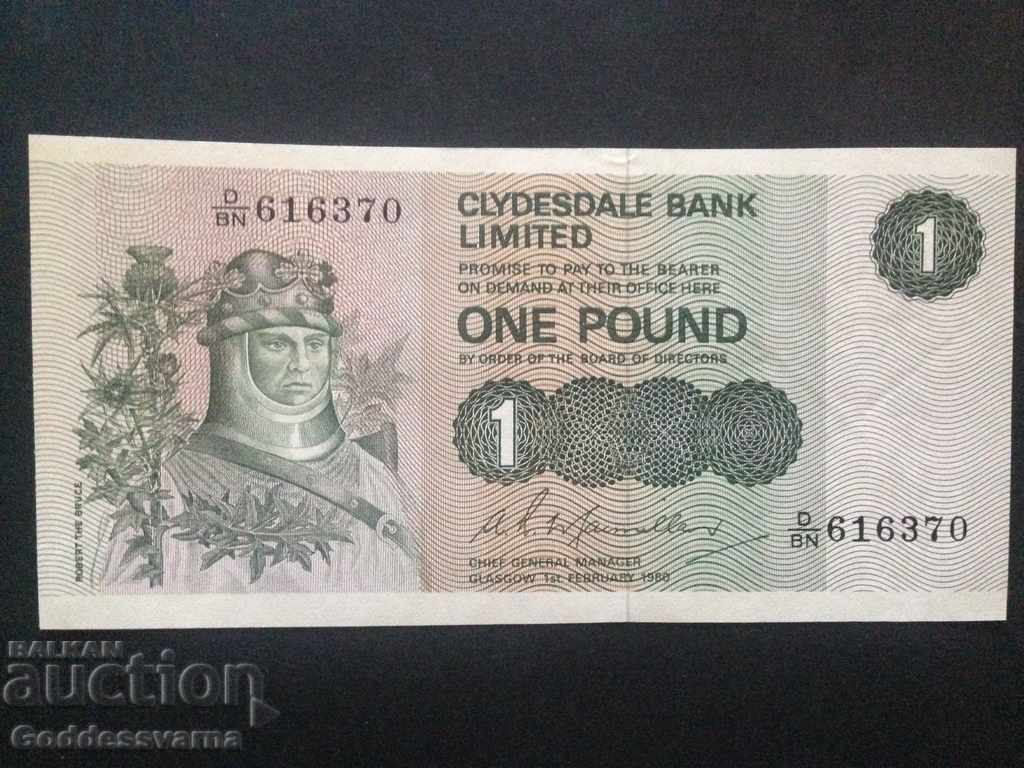 D/BN 616370
CLYDESDALE BANK
LIMITED
PROMISE TO PAY TO THE BEARER
ON DEMAND AT THEIR OFFICE HERE
ONE POUND
BY ORDER OF THE BOARD OF DIRECTORS
1
1
ROBERT THE BRUCE
D/BN 616370
CHIEF GENERAL MANAGER
GLASGOW 1ST FEBRUARY 1980
BALKAN
auction
Goddessvarna